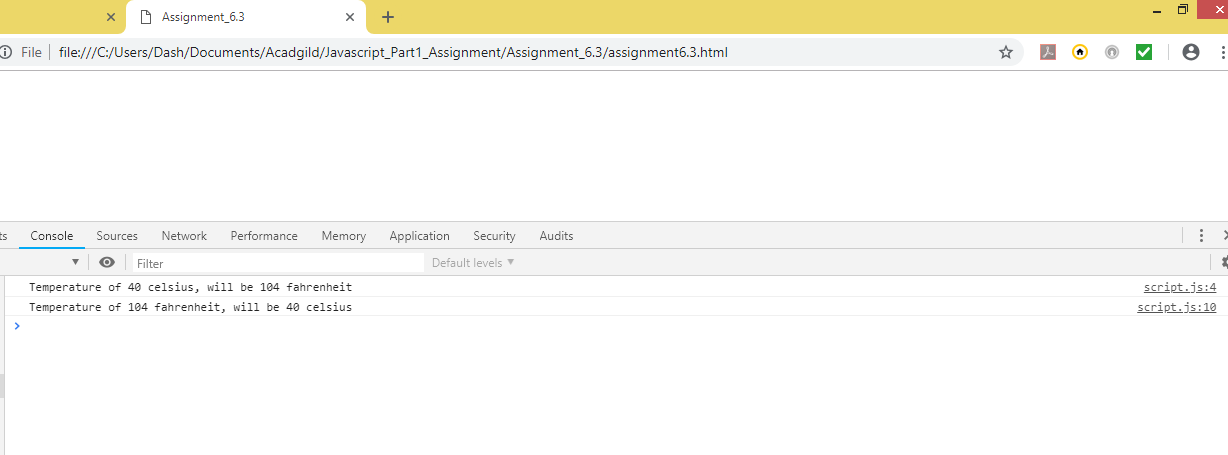 Assignment_6.3
File file:///C:/Users/Dash/Documents/Acadgild/Javascript_Part1_Assignment/Assignment_6.3/assignment6.3.html
ts Console Sources Network Performance Memory Application Security Audits
Filter Default levels
Temperature of 40 celsius, will be 104 fahrenheit script.js:4
Temperature of 104 fahrenheit, will be 40 celsius script.js:10